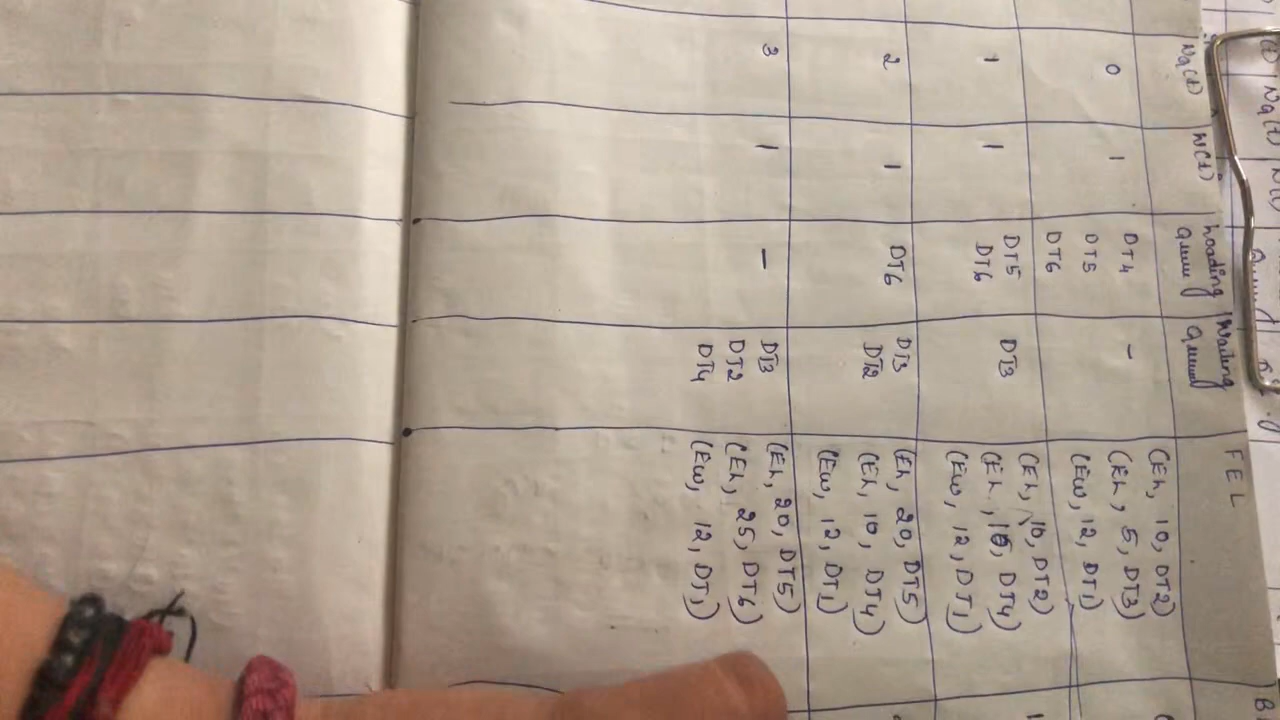 Nq(t) W(t) Loading Queue Waiting Queue FEL
0 1 DT4 - (EL, 10, DT2)
DT5 (EL, 5, DT3)
DT6 (Ew, 12, DT1)
1 1 DT5 DT3 (EL, 10, DT2)
DT6 (EL, 10, DT4)
(Ew, 12, DT1)
2 1 DT6 DT3 (EL, 20, DT5)
DT2 (EL, 10, DT4)
(Ew, 12, DT1)
3 1 - DT3 (EL, 20, DT5)
DT2 (EL, 25, DT6)
DT4 (Ew, 12, DT1)